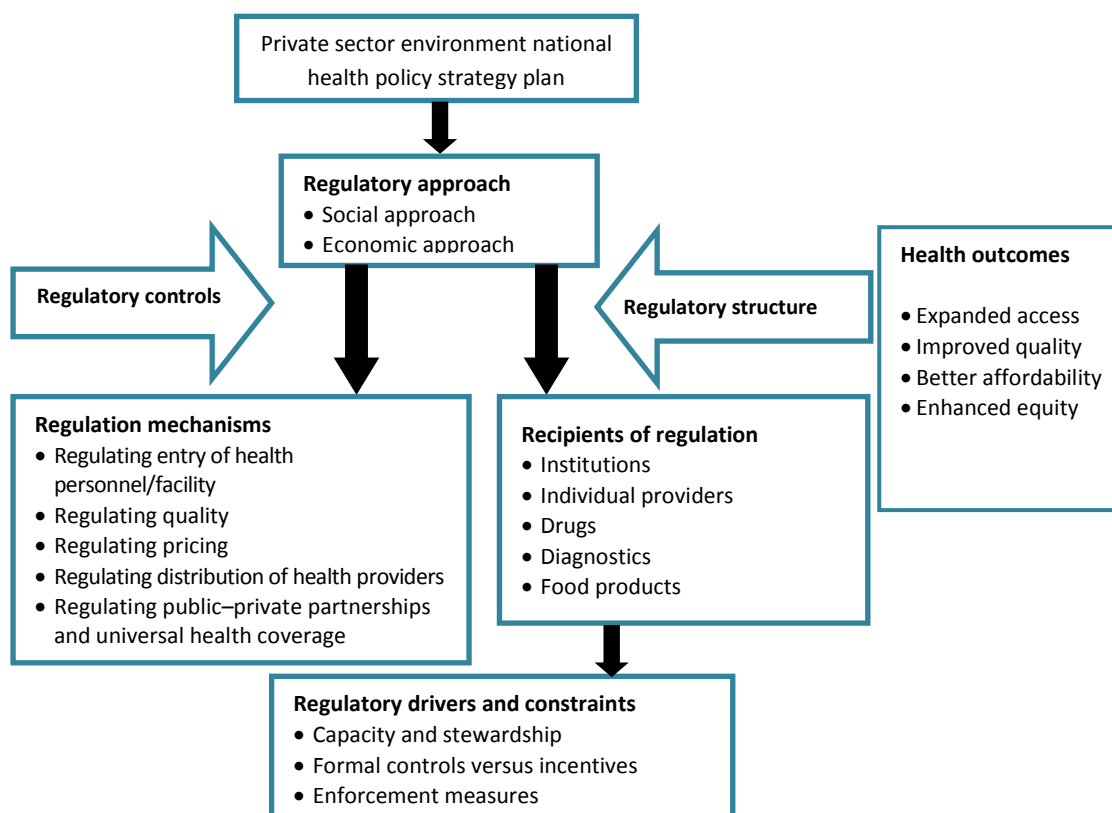 Private sector environment national
health policy strategy plan
Regulatory approach
• Social approach
• Economic approach
Regulatory controls
Regulatory structure
Health outcomes
• Expanded access
• Improved quality
• Better affordability
• Enhanced equity
Regulation mechanisms
• Regulating entry of health
personnel/facility
• Regulating quality
• Regulating pricing
• Regulating distribution of health providers
• Regulating public–private partnerships
and universal health coverage
Recipients of regulation
• Institutions
• Individual providers
• Drugs
• Diagnostics
• Food products
Regulatory drivers and constraints
• Capacity and stewardship
• Formal controls versus incentives
• Enforcement measures